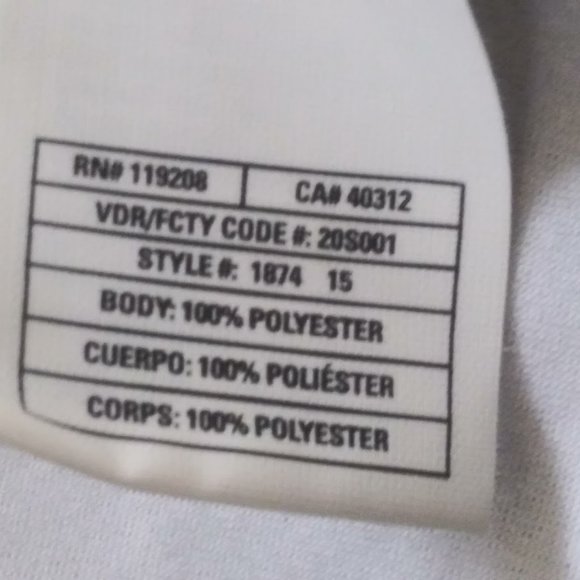 RN# 119208 CA# 40312
VDR/FCTY CODE #: 20S001
STYLE #: 1874 15
BODY: 100% POLYESTER
CUERPO: 100% POLIÉSTER
CORPS: 100% POLYESTER